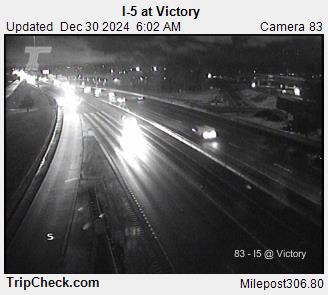 I-5 at Victory
Updated Dec 30 2024 6:02 AM Camera 83
T
S
83 - I5 @ Victory
TripCheck.com Milepost306.80